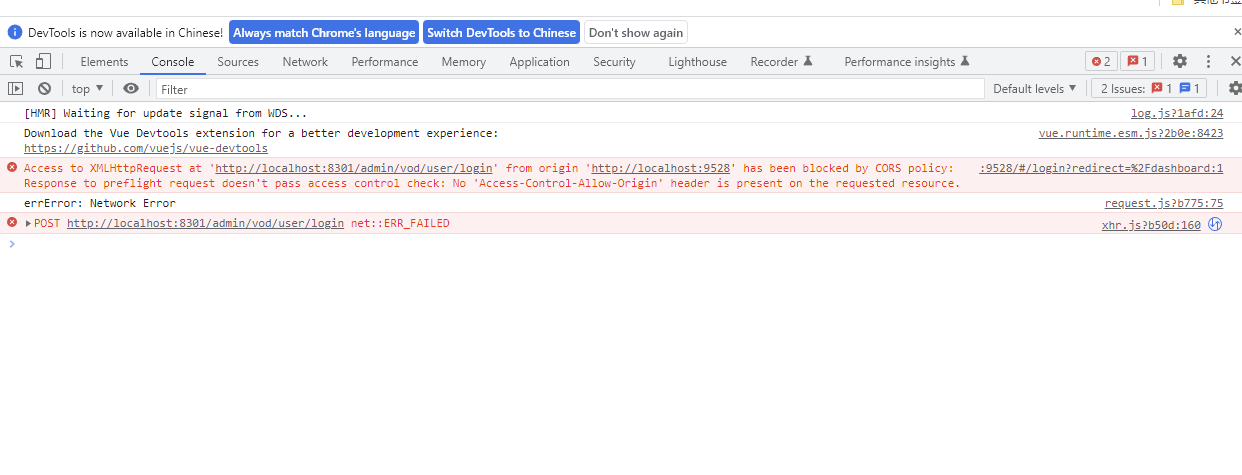 其他书签
DevTools is now available in Chinese! Always match Chrome's language Switch DevTools to Chinese Don't show again
Elements Console Sources Network Performance Memory Application Security Lighthouse Recorder Performance insights 2 1
top Filter Default levels 2 Issues: 1 1
[HMR] Waiting for update signal from WDS... log.js?1afd:24
Download the Vue Devtools extension for a better development experience: vue.runtime.esm.js?2b0e:8423
https://github.com/vuejs/vue-devtools
Access to XMLHttpRequest at 'http://localhost:8301/admin/vod/user/login' from origin 'http://localhost:9528' has been blocked by CORS policy: :9528/#/login?redirect=%2Fdashboard:1
Response to preflight request doesn't pass access control check: No 'Access-Control-Allow-Origin' header is present on the requested resource.
errError: Network Error request.js?b775:75
POST http://localhost:8301/admin/vod/user/login net::ERR_FAILED xhr.js?b50d:160